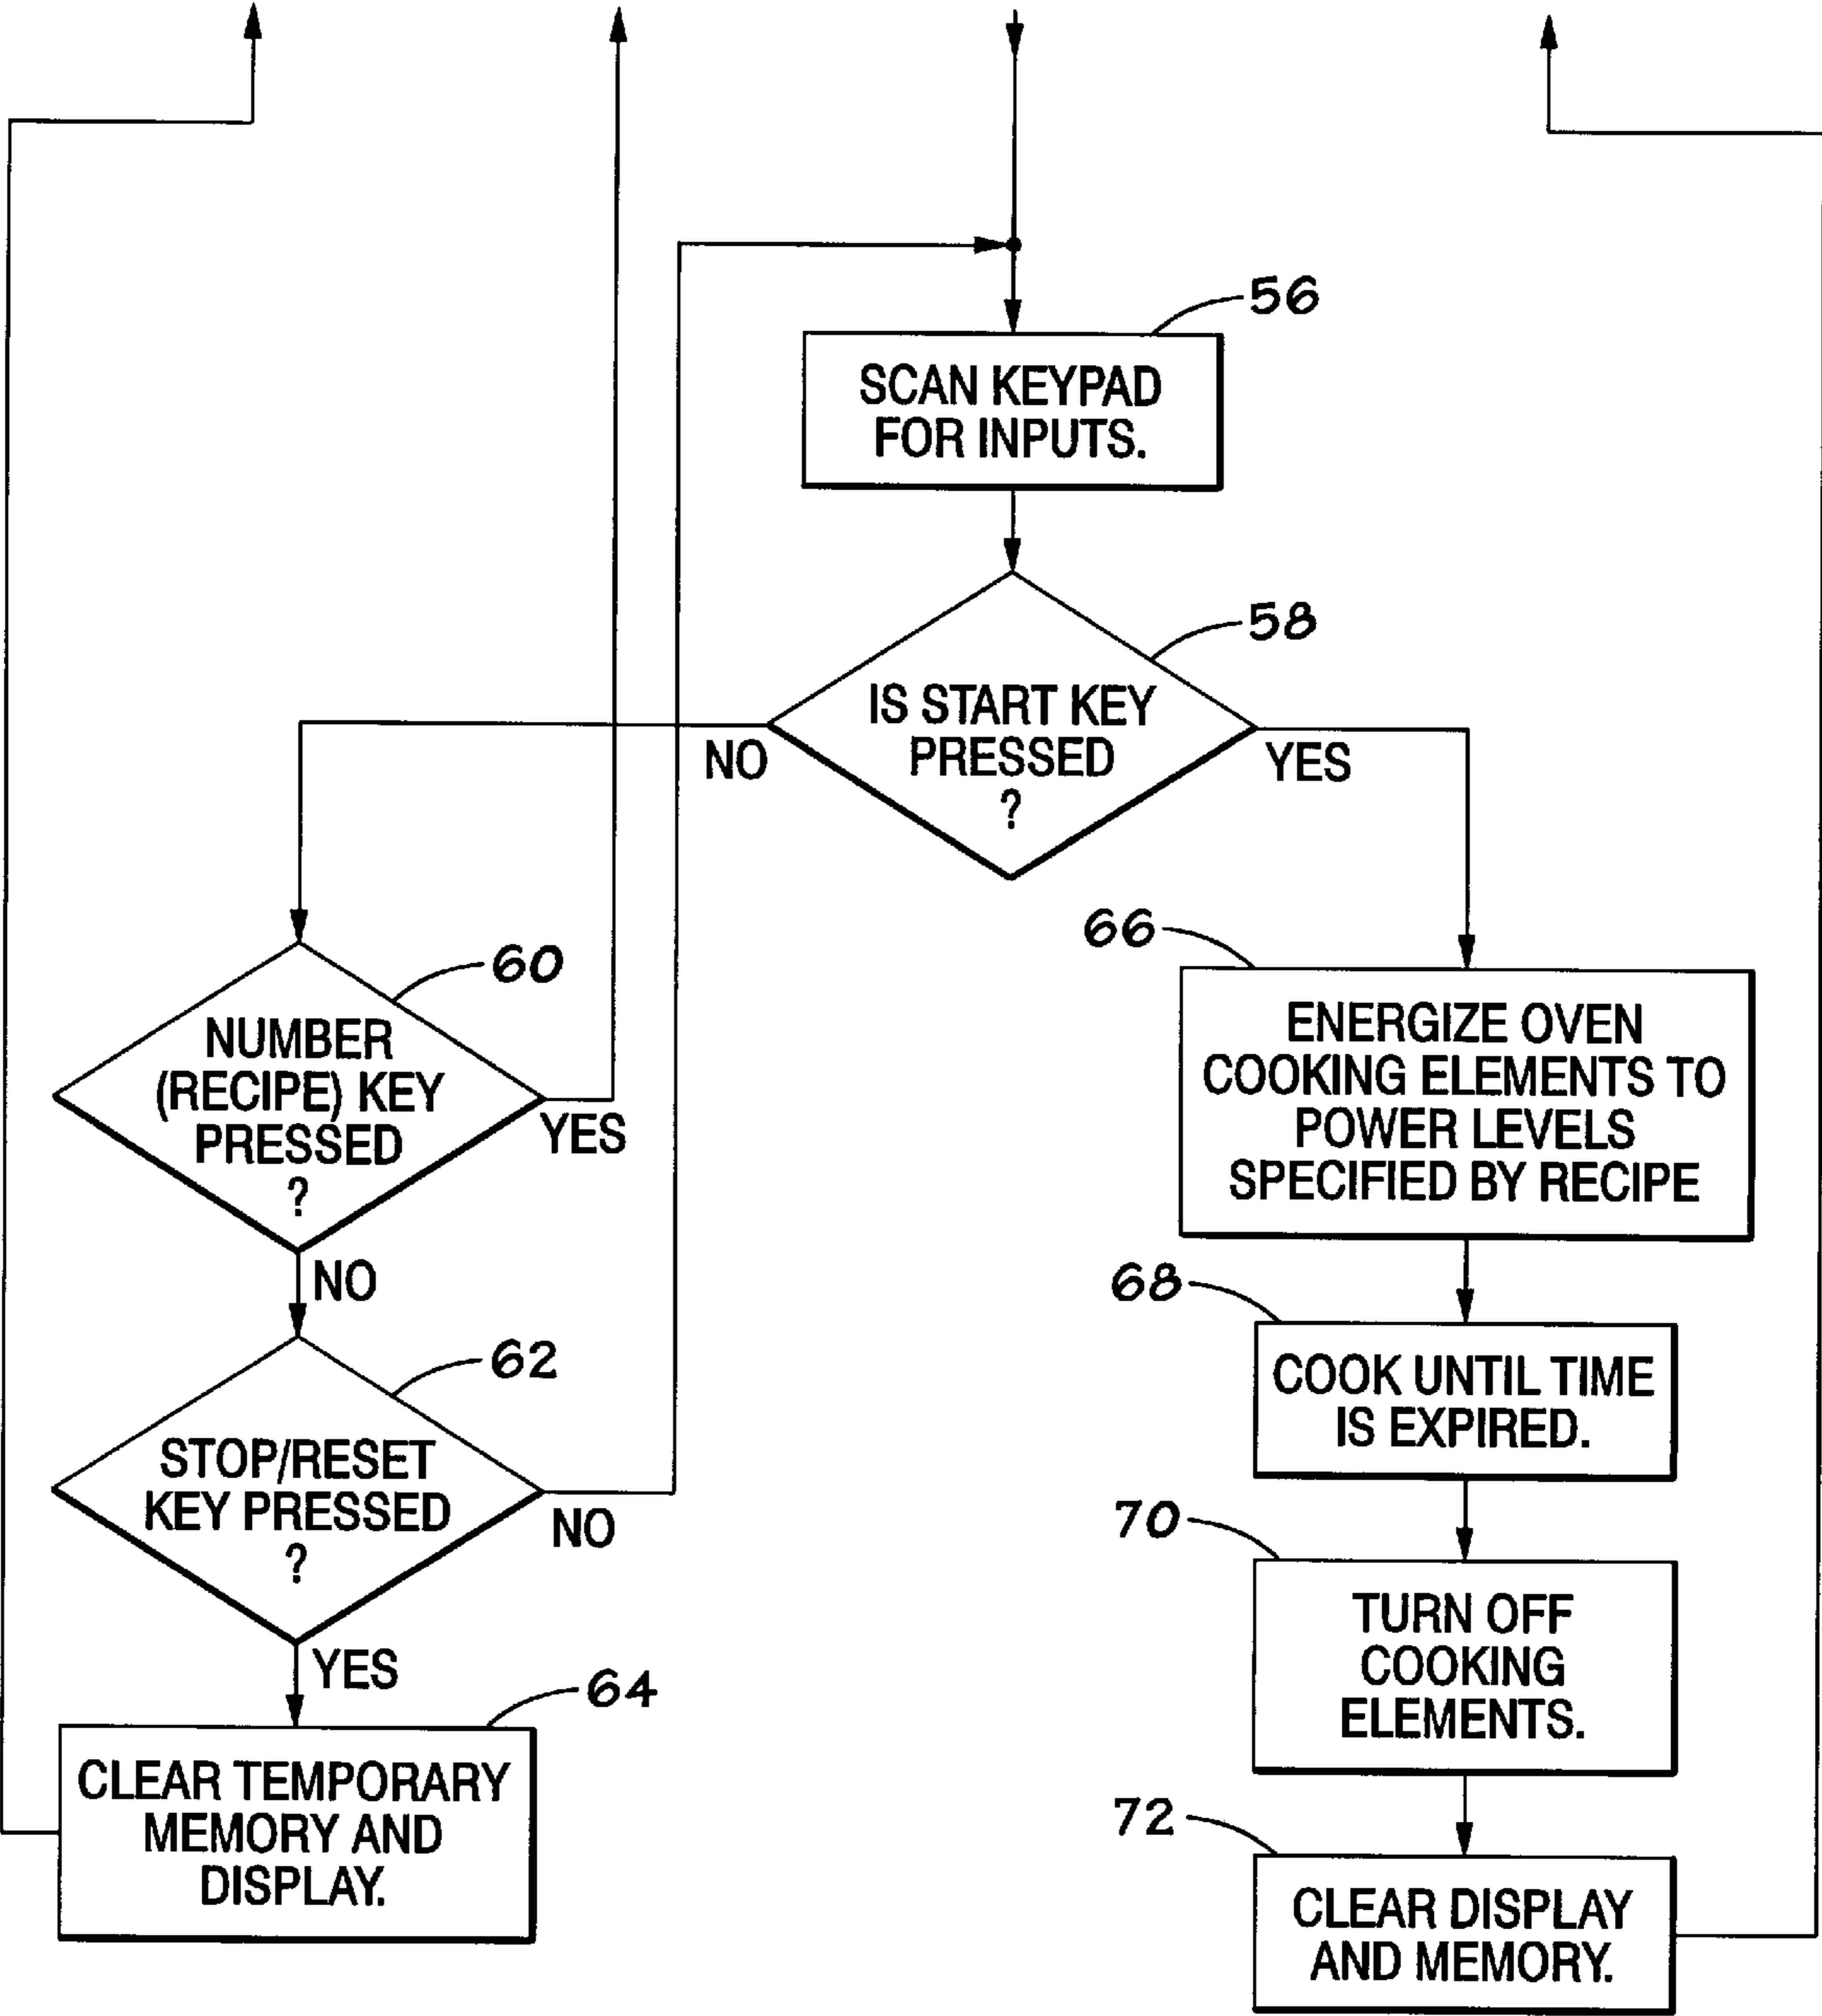 56
SCAN KEYPAD
FOR INPUTS.
58
IS START KEY
PRESSED
?
NO
YES
60
NUMBER
(RECIPE) KEY
PRESSED
?
YES
NO
62
STOP/RESET
KEY PRESSED
?
NO
YES
64
CLEAR TEMPORARY
MEMORY AND
DISPLAY.
66
ENERGIZE OVEN
COOKING ELEMENTS TO
POWER LEVELS
SPECIFIED BY RECIPE
68
COOK UNTIL TIME
IS EXPIRED.
70
TURN OFF
COOKING
ELEMENTS.
72
CLEAR DISPLAY
AND MEMORY.